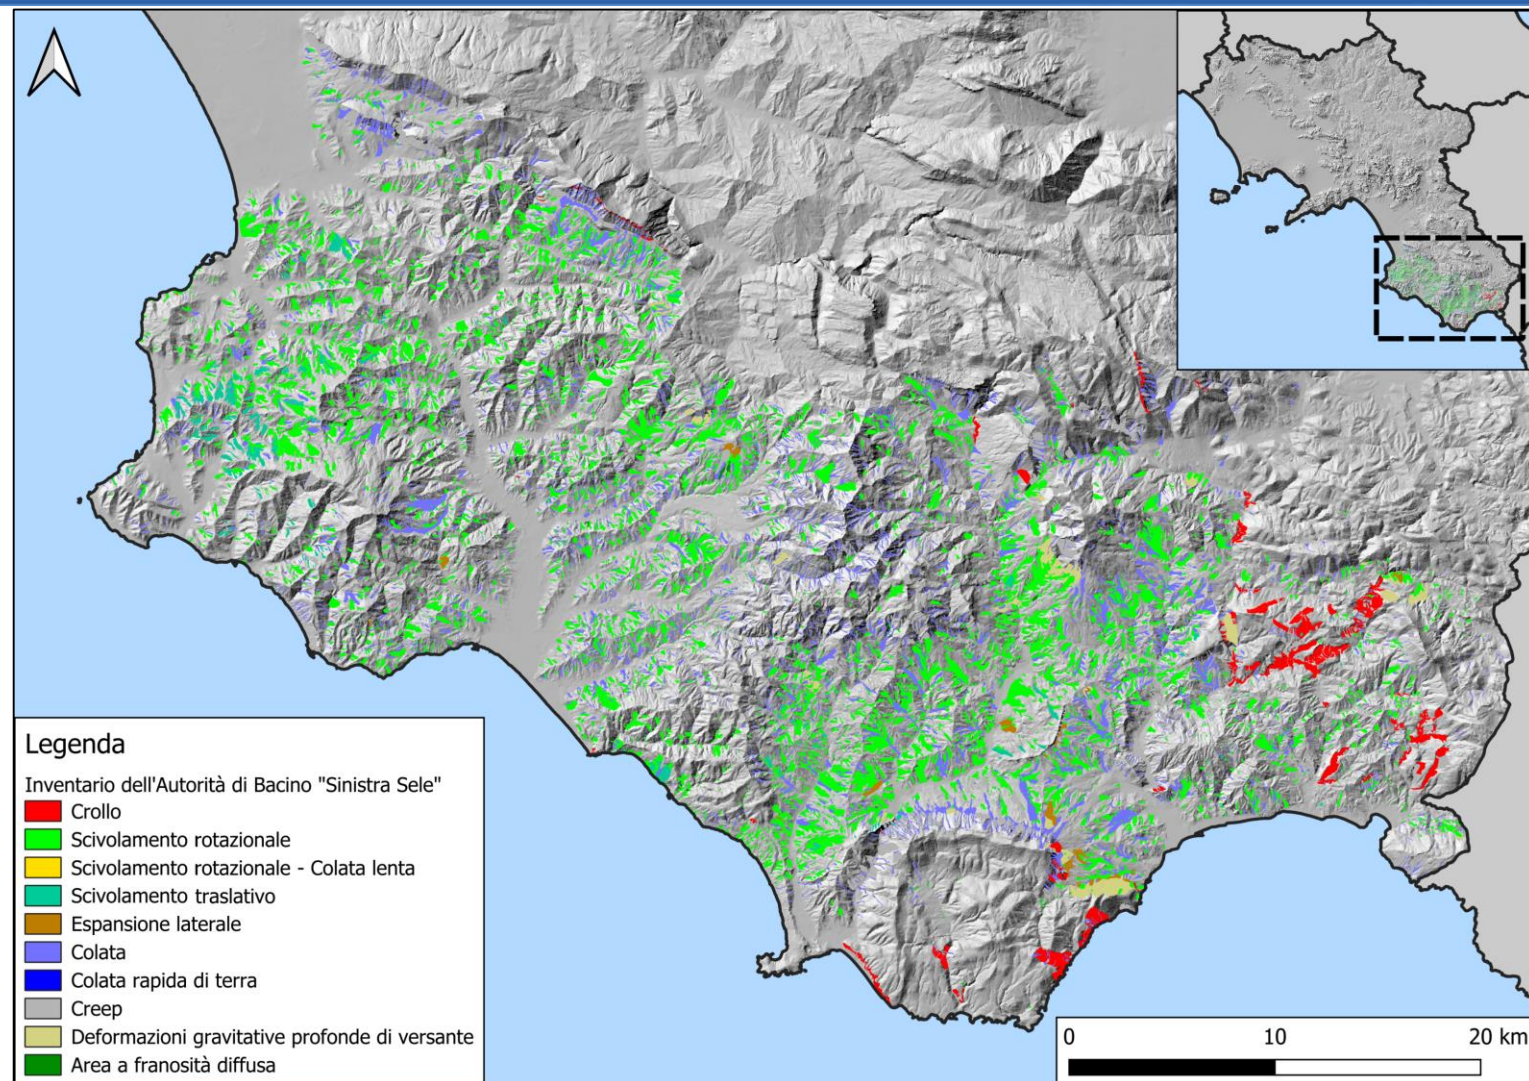 Legenda
Inventario dell'Autorità di Bacino "Sinistra Sele"
Crollo
Scivolamento rotazionale
Scivolamento rotazionale - Colata lenta
Scivolamento traslativo
Espansione laterale
Colata
Colata rapida di terra
Creep
Deformazioni gravitative profonde di versante
Area a franosità diffusa
0 10 20 km